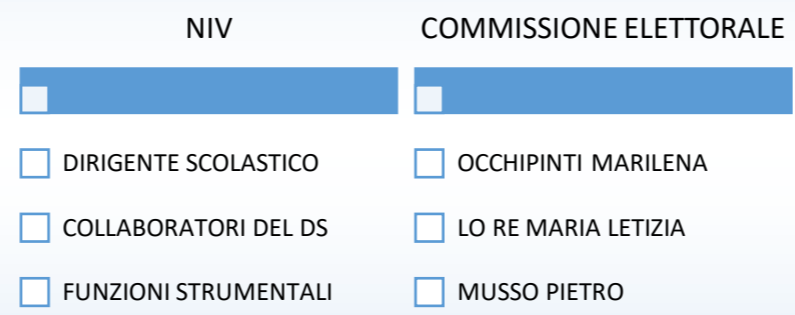 NIV
DIRIGENTE SCOLASTICO
COLLABORATORI DEL DS
FUNZIONI STRUMENTALI
COMMISSIONE ELETTORALE
OCCHIPINTI MARILENA
LO RE MARIA LETIZIA
MUSSO PIETRO